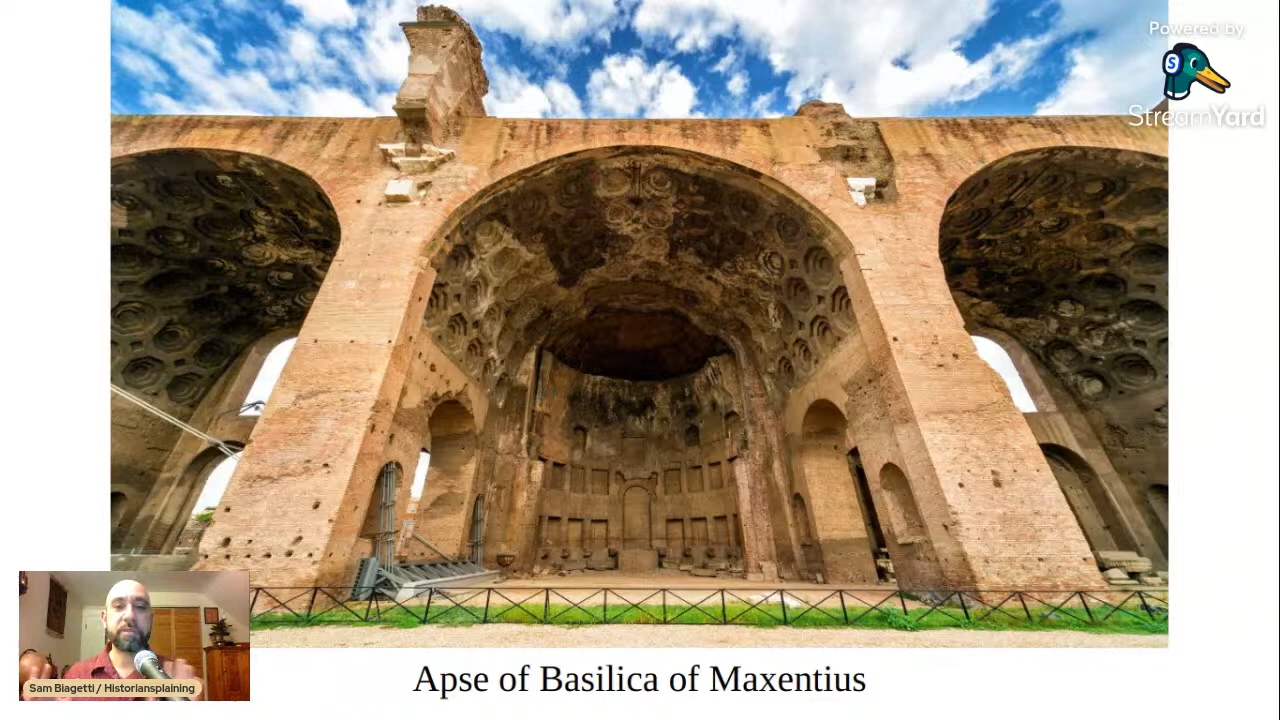 Powered by
S
StreamYard
Sam Biagetti / Historiansplaining
Apse of Basilica of Maxentius